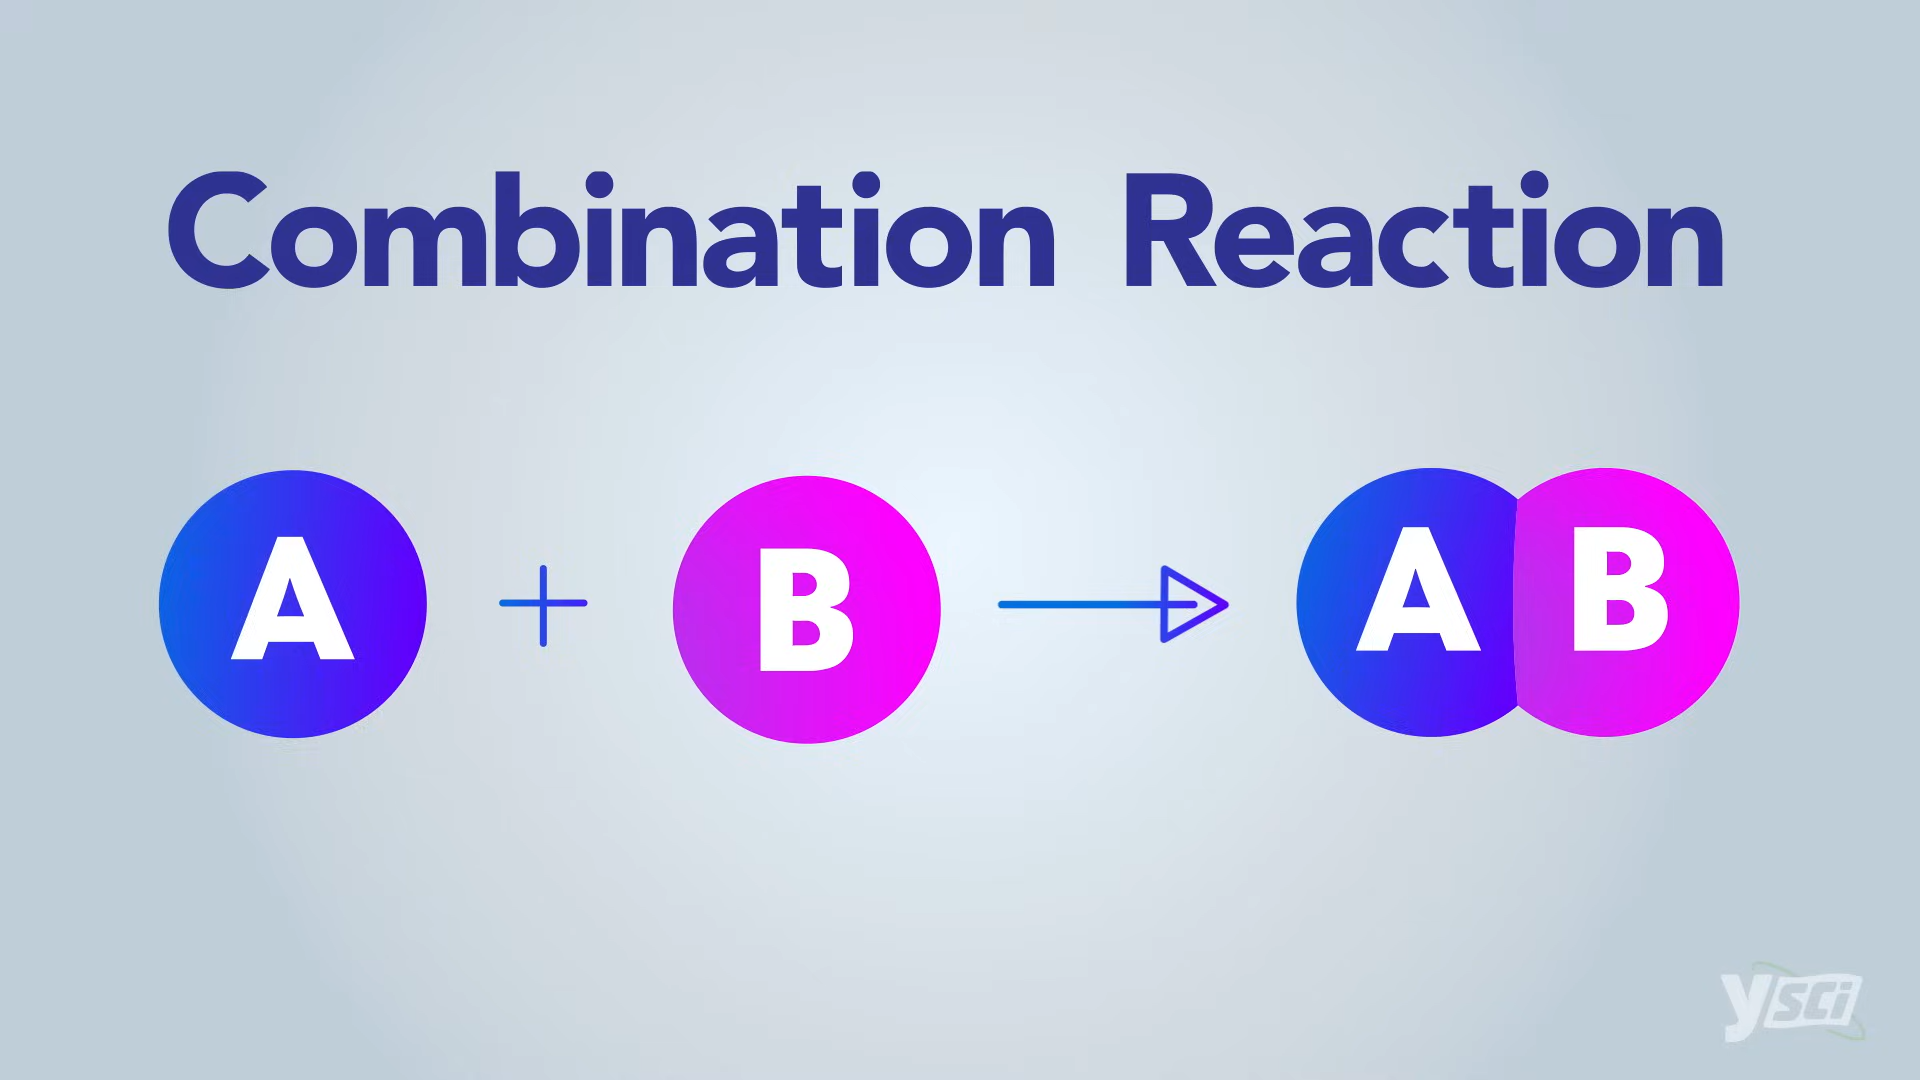 Combination Reaction
A + B → AB
ysci